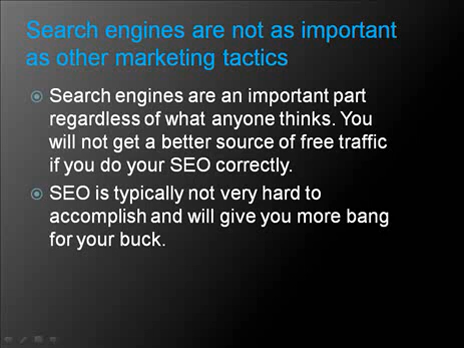 Search engines are not as important
as other marketing tactics
Search engines are an important part
regardless of what anyone thinks. You
will not get a better source of free traffic
if you do your SEO correctly.
SEO is typically not very hard to
accomplish and will give you more bang
for your buck.